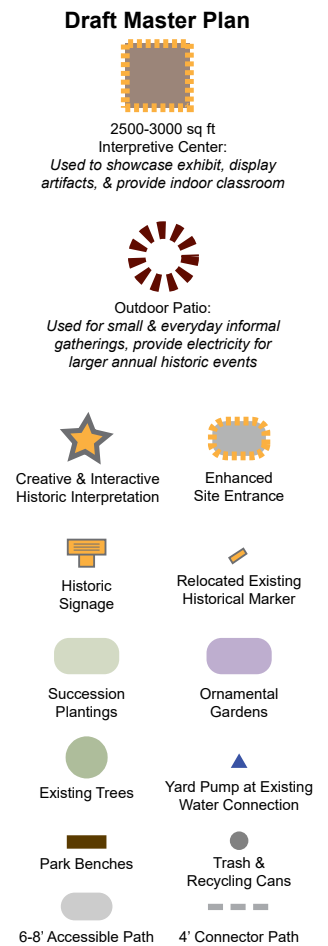 Draft Master Plan
2500-3000 sq ft
Interpretive Center:
Used to showcase exhibit, display
artifacts, & provide indoor classroom
Outdoor Patio:
Used for small & everyday informal
gatherings, provide electricity for
larger annual historic events
Creative & Interactive
Historic Interpretation
Enhanced
Site Entrance
Historic
Signage
Relocated Existing
Historical Marker
Succession
Plantings
Ornamental
Gardens
Existing Trees
Yard Pump at Existing
Water Connection
Park Benches
Trash &
Recycling Cans
6-8' Accessible Path
4' Connector Path